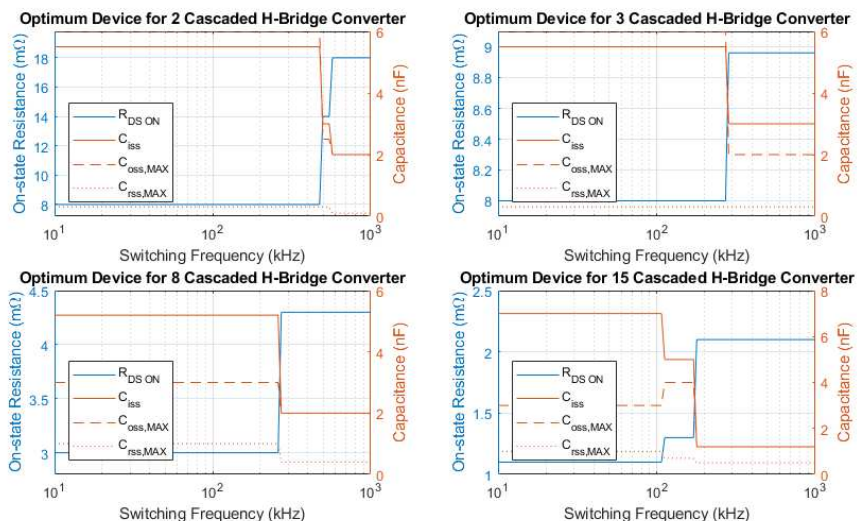 Optimum Device for 2 Cascaded H-Bridge Converter
On-state Resistance (mΩ)
18
16
14
12
10
8
R_DS ON
C_iss
C_oss,MAX
C_rss,MAX
6
4
2
0
Capacitance (nF)
10^1
10^2
10^3
Switching Frequency (kHz)
Optimum Device for 3 Cascaded H-Bridge Converter
On-state Resistance (mΩ)
9
8.8
8.6
8.4
8.2
8
R_DS ON
C_iss
C_oss,MAX
C_rss,MAX
6
4
2
0
Capacitance (nF)
10^1
10^2
10^3
Switching Frequency (kHz)
Optimum Device for 8 Cascaded H-Bridge Converter
On-state Resistance (mΩ)
4.5
4
3.5
3
R_DS ON
C_iss
C_oss,MAX
C_rss,MAX
6
4
2
0
Capacitance (nF)
10^1
10^2
10^3
Switching Frequency (kHz)
Optimum Device for 15 Cascaded H-Bridge Converter
On-state Resistance (mΩ)
2.5
2
1.5
1
R_DS ON
C_iss
C_oss,MAX
C_rss,MAX
8
6
4
2
0
Capacitance (nF)
10^1
10^2
10^3
Switching Frequency (kHz)